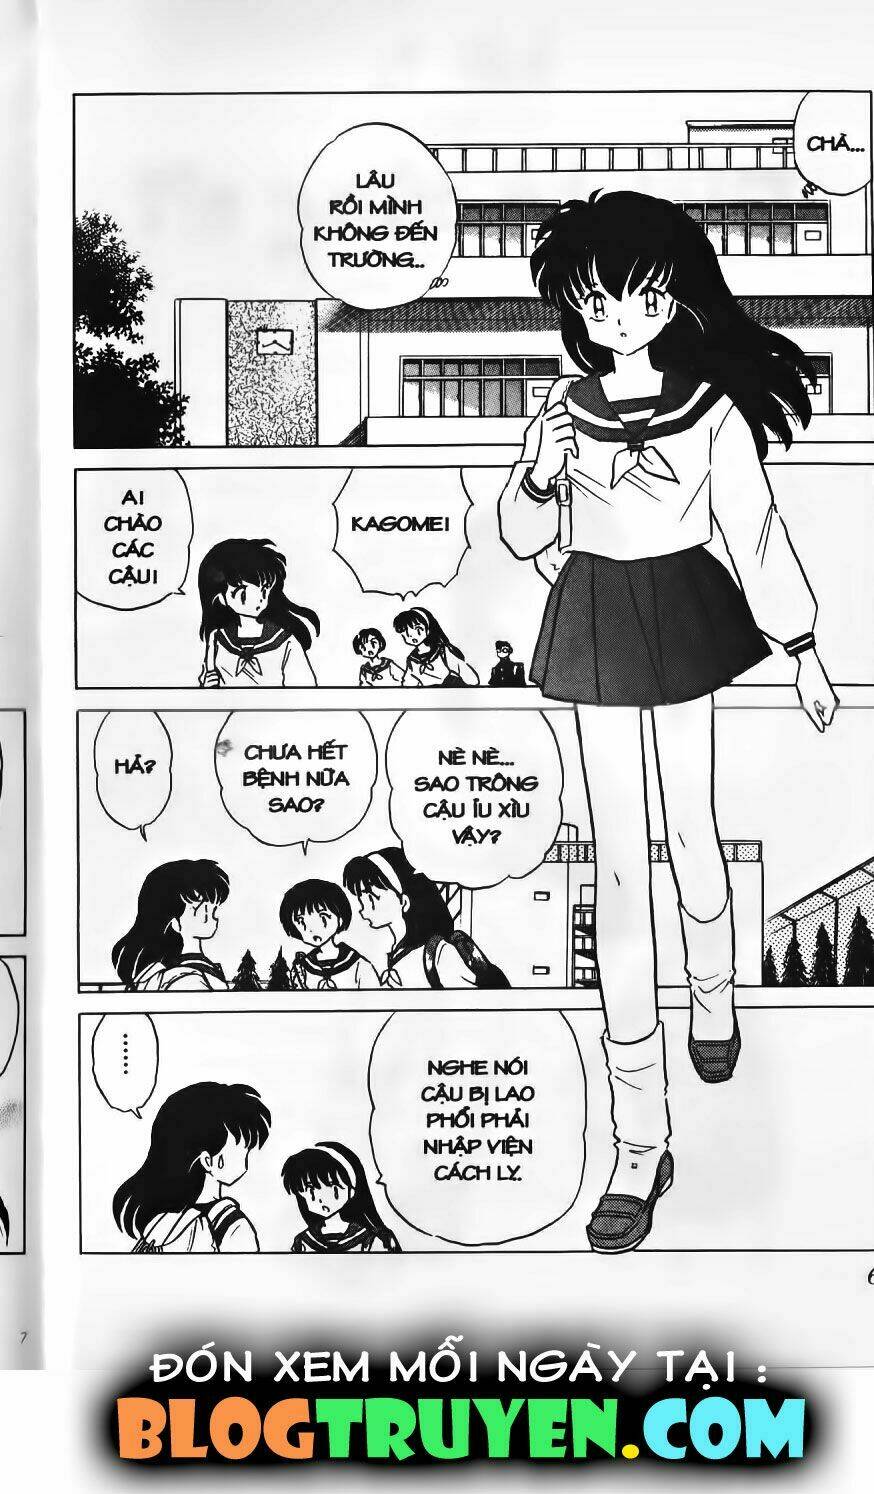 CHÀ...
LÂU
RỒI MÌNH
KHÔNG ĐẾN
TRƯỜNG...
KAGOME!
AI
CHÀO
CÁC
CẬU!
NÈ NÈ...
SAO TRÔNG
CẬU ỈU XÌU
VẬY?
CHƯA HẾT
BỆNH NỮA
SAO?
HẢ?
NGHE NÓI
CẬU BỊ LAO
PHỔI PHẢI
NHẬP VIỆN
CÁCH LY.
......
6
7
ĐÓN XEM MỖI NGÀY TẠI :
BLOGTRUYEN.COM